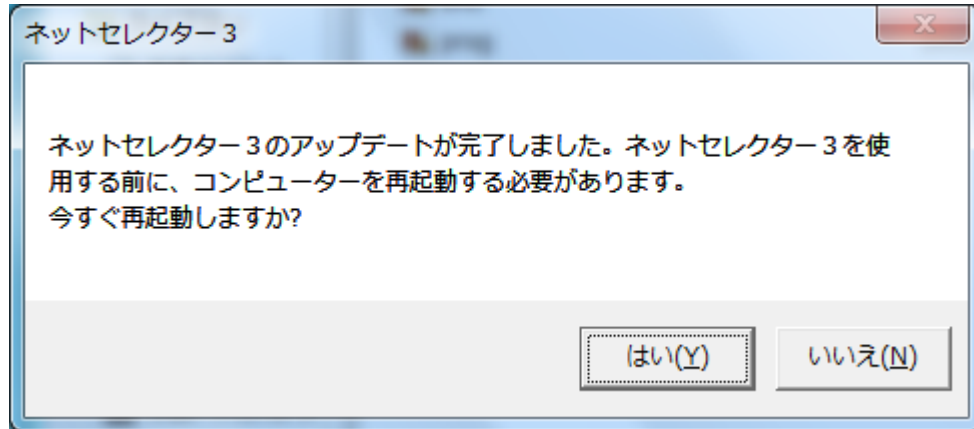 ネットセレクター３
ネットセレクター３のアップデートが完了しました。ネットセレクター３を使
用する前に、コンピューターを再起動する必要があります。
今すぐ再起動しますか?
はい(Y)
いいえ(N)